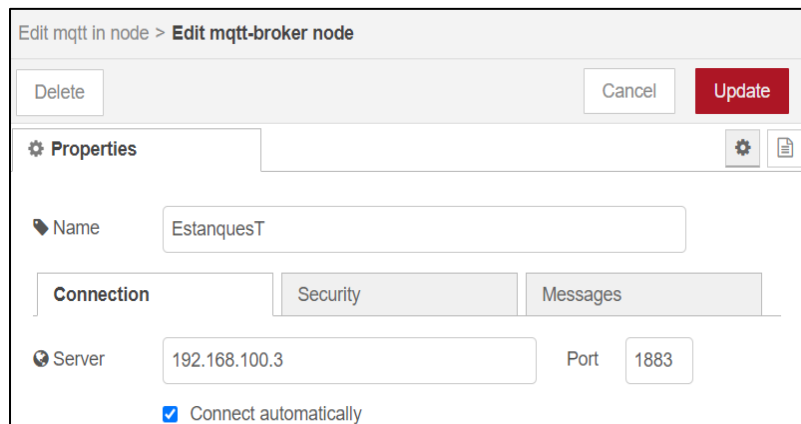 Edit mqtt in node > Edit mqtt-broker node
Delete Cancel Update
Properties
Name EstanquesT
Connection Security Messages
Server 192.168.100.3 Port 1883
Connect automatically